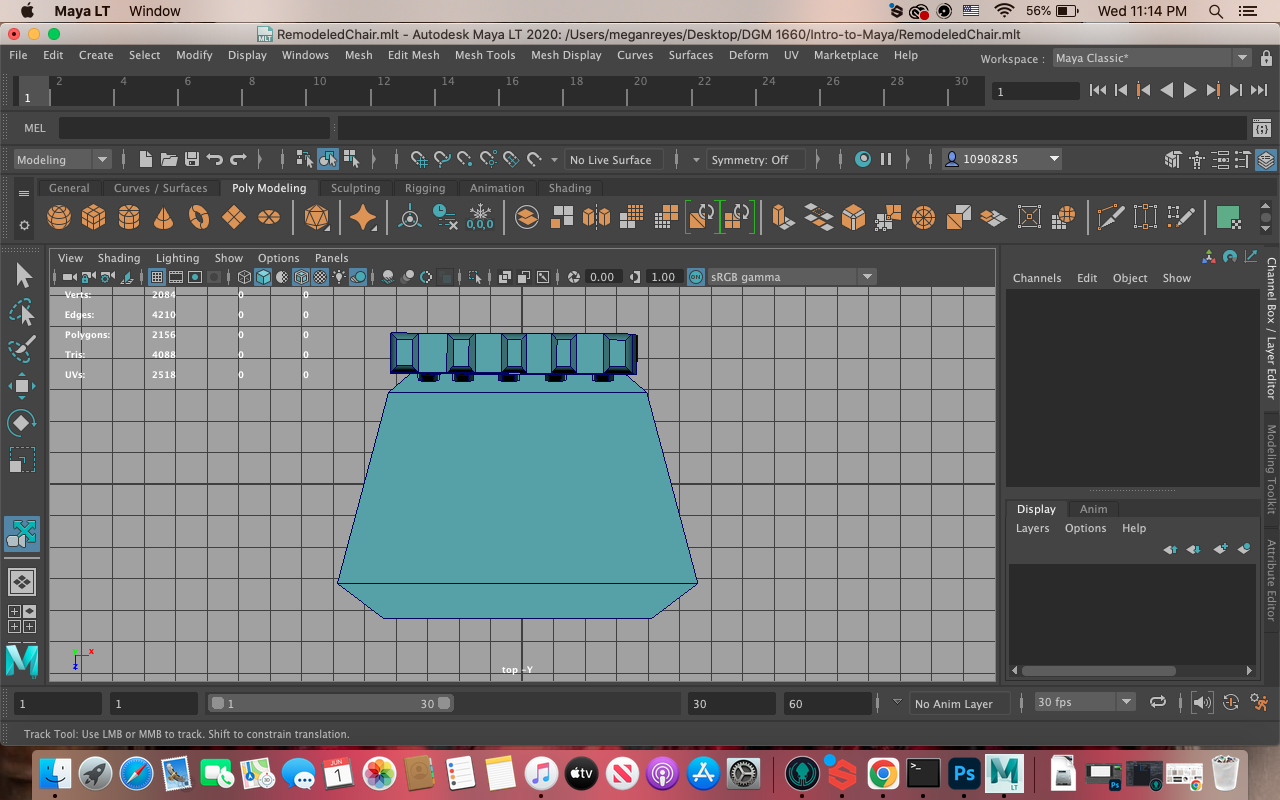 Maya LT Window 56% Wed 11:14 PM
RemodeledChair.mlt - Autodesk Maya LT 2020: /Users/meganreyes/Desktop/DGM 1660/Intro-to-Maya/RemodeledChair.mlt
File Edit Create Select Modify Display Windows Mesh Edit Mesh Mesh Tools Mesh Display Curves Surfaces Deform UV Marketplace Help Workspace : Maya Classic*
1 2 4 6 8 10 12 14 16 18 20 22 24 26 28 30 1
MEL
Modeling No Live Surface Symmetry: Off 10908285
General Curves / Surfaces Poly Modeling Sculpting Rigging Animation Shading
0,0,0
View Shading Lighting Show Options Panels
0.00 1.00 ON sRGB gamma
Channels Edit Object Show
Verts: 2084 0 0
Edges: 4210 0 0
Polygons: 2156 0 0
Tris: 4088 0 0
UVs: 2518 0 0
Channel Box / Layer Editor
Modeling Toolkit
Attribute Editor
Display Anim
Layers Options Help
y x
z
top -Y
1 1 1 30 30 60 No Anim Layer 30 fps
Track Tool: Use LMB or MMB to track. Shift to constrain translation.
JUN
1
tv
Ps
M
LT